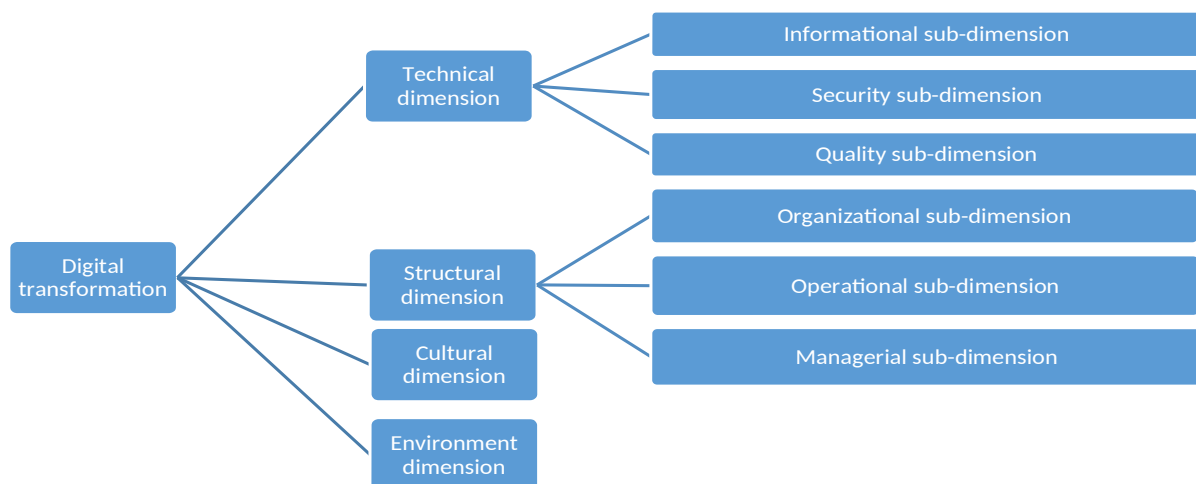 Digital
transformation
Technical
dimension
Informational sub-dimension
Security sub-dimension
Quality sub-dimension
Structural
dimension
Organizational sub-dimension
Operational sub-dimension
Managerial sub-dimension
Cultural
dimension
Environment
dimension